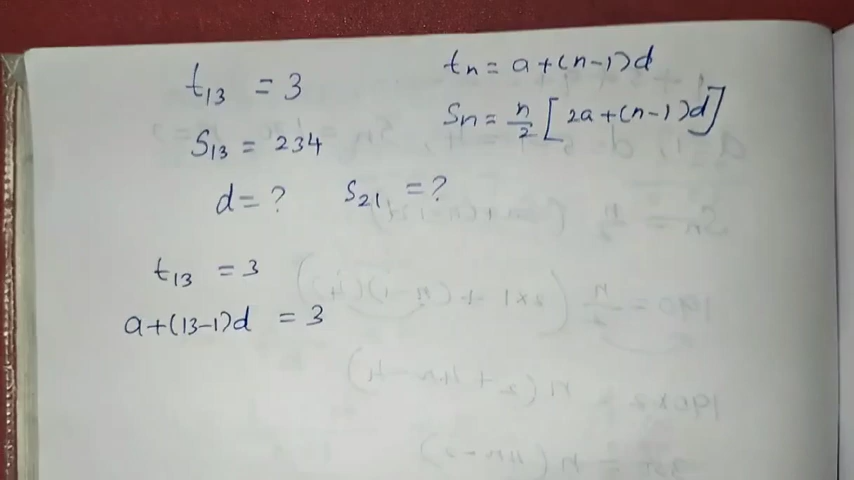 t₁₃ = 3
tn = a+(n-1)d
S₁₃ = 234
Sn = n/2 [2a+(n-1)d]
d = ? S₂₁ = ?
t₁₃ = 3
a+(13-1)d = 3